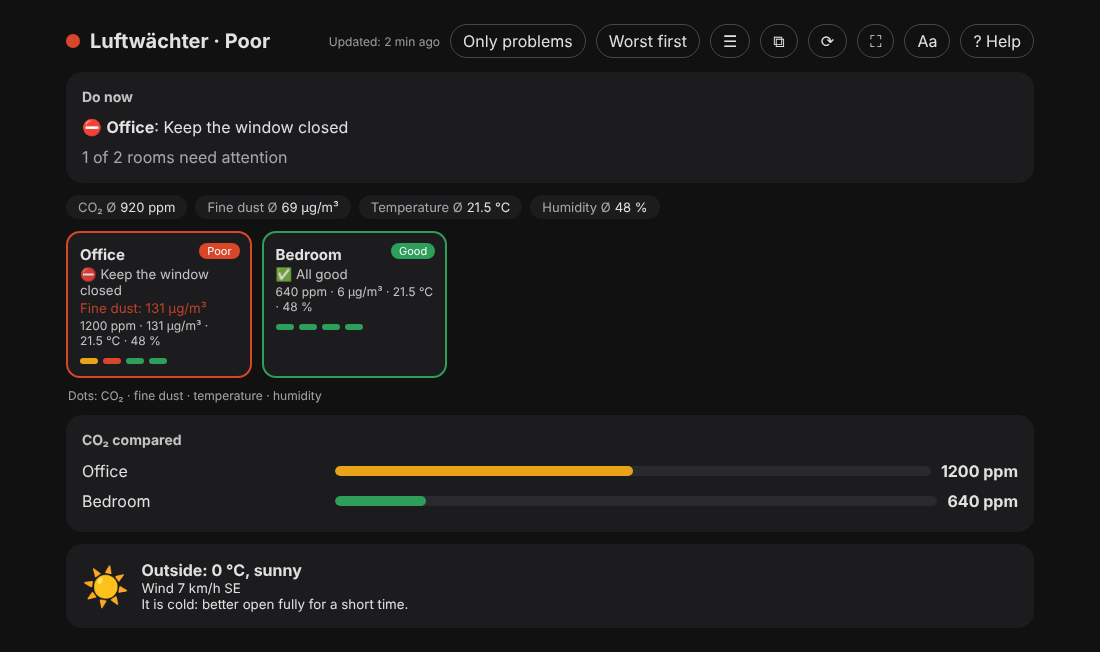 Luftwächter · Poor
Updated: 2 min ago
Only problems
Worst first
Aa
? Help
Do now
Office: Keep the window closed
1 of 2 rooms need attention
CO₂ Ø 920 ppm
Fine dust Ø 69 µg/m³
Temperature Ø 21.5 °C
Humidity Ø 48 %
Office
Poor
Keep the window
closed
Fine dust: 131 µg/m³
1200 ppm · 131 µg/m³ ·
21.5 °C · 48 %
Bedroom
Good
All good
640 ppm · 6 µg/m³ · 21.5 °C
· 48 %
Dots: CO₂ · fine dust · temperature · humidity
CO₂ compared
Office
1200 ppm
Bedroom
640 ppm
Outside: 0 °C, sunny
Wind 7 km/h SE
It is cold: better open fully for a short time.